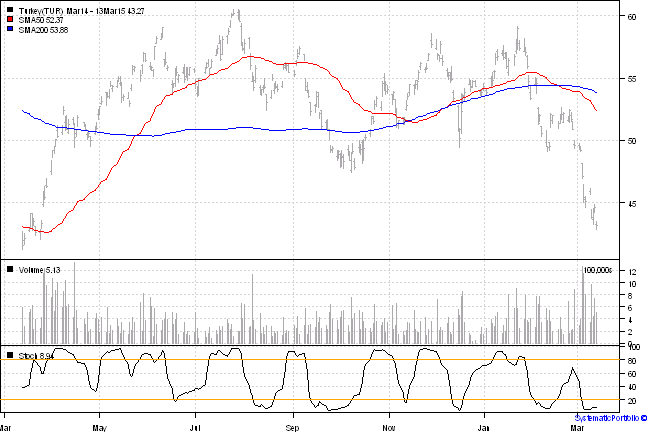 Turkey(TUR) Mar14 - 13Mar15 43.27
SMA50 52.37
SMA200 53.88
60
55
50
45
Volume 5.13
100,000s
12
10
8
6
4
2
0
Stoch 8.94
100
80
60
40
20
Mar May Jul Sep Nov Jan Mar
SystematicPortfolio ©